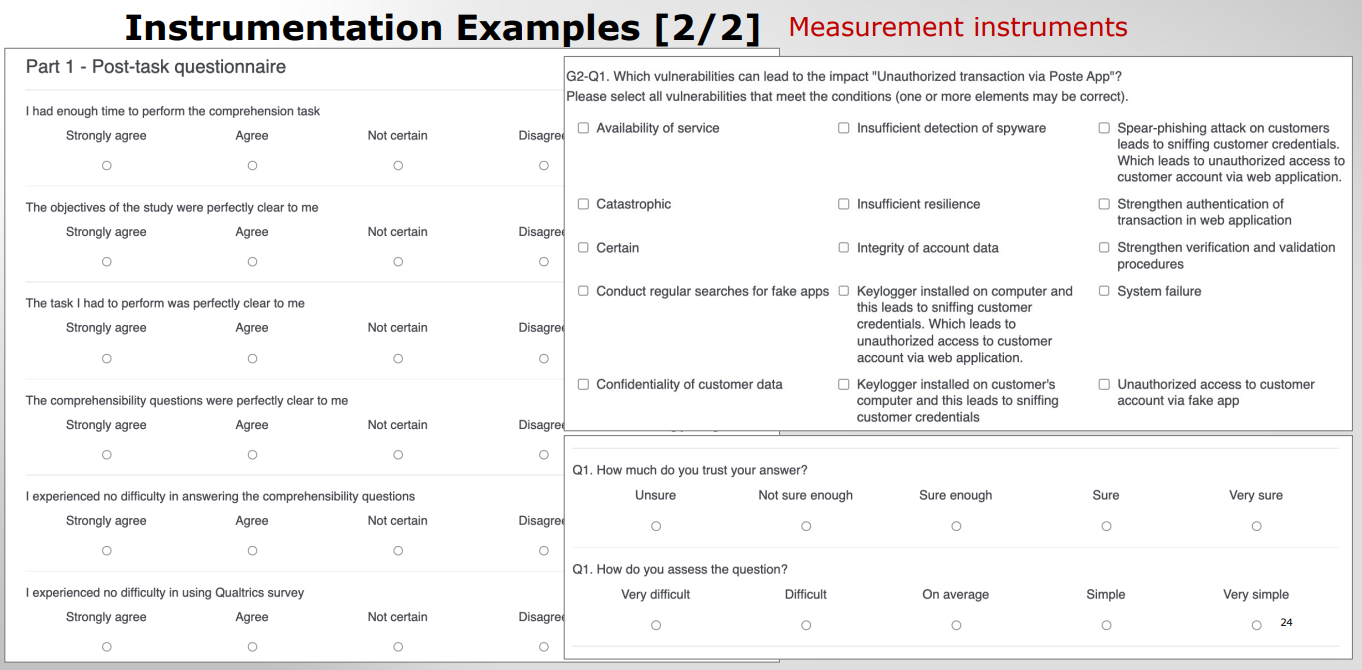 Instrumentation Examples [2/2] Measurement instruments
Part 1 - Post-task questionnaire
I had enough time to perform the comprehension task
Strongly agree Agree Not certain
The objectives of the study were perfectly clear to me
Strongly agree Agree Not certain
The task I had to perform was perfectly clear to me
Strongly agree Agree Not certain
The comprehensibility questions were perfectly clear to me
Strongly agree Agree Not certain
I experienced no difficulty in answering the comprehensibility questions
Strongly agree Agree Not certain
I experienced no difficulty in using Qualtrics survey
Strongly agree Agree Not certain
G2-Q1. Which vulnerabilities can lead to the impact "Unauthorized transaction via Poste App"?
Please select all vulnerabilities that meet the conditions (one or more elements may be correct).
Availability of service
Insufficient detection of spyware
Spear-phishing attack on customers
leads to sniffing customer credentials.
Which leads to unauthorized access to
customer account via web application.
Catastrophic
Insufficient resilience
Strengthen authentication of
transaction in web application
Certain
Integrity of account data
Strengthen verification and validation
procedures
Conduct regular searches for fake apps
Keylogger installed on computer and
this leads to sniffing customer
credentials. Which leads to
unauthorized access to customer
account via web application.
System failure
Confidentiality of customer data
Keylogger installed on customer's
computer and this leads to sniffing
customer credentials
Unauthorized access to customer
account via fake app
Q1. How much do you trust your answer?
Unsure Not sure enough Sure enough Sure Very sure
Q1. How do you assess the question?
Very difficult Difficult On average Simple Very simple
24